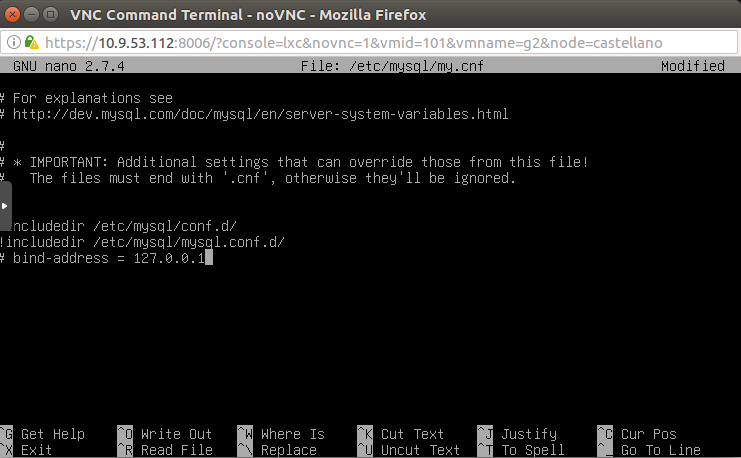 VNC Command Terminal - noVNC - Mozilla Firefox
https://10.9.53.112:8006/?console=lxc&novnc=1&vmid=101&vmname=g2&node=castellano
GNU nano 2.7.4 File: /etc/mysql/my.cnf Modified
# For explanations see
# http://dev.mysql.com/doc/mysql/en/server-system-variables.html
#
# * IMPORTANT: Additional settings that can override those from this file!
# The files must end with '.cnf', otherwise they'll be ignored.
includedir /etc/mysql/conf.d/
!includedir /etc/mysql/mysql.conf.d/
# bind-address = 127.0.0.1
^G Get Help ^O Write Out ^W Where Is ^K Cut Text ^J Justify ^C Cur Pos
^X Exit ^R Read File ^\ Replace ^U Uncut Text ^T To Spell ^_ Go To Line